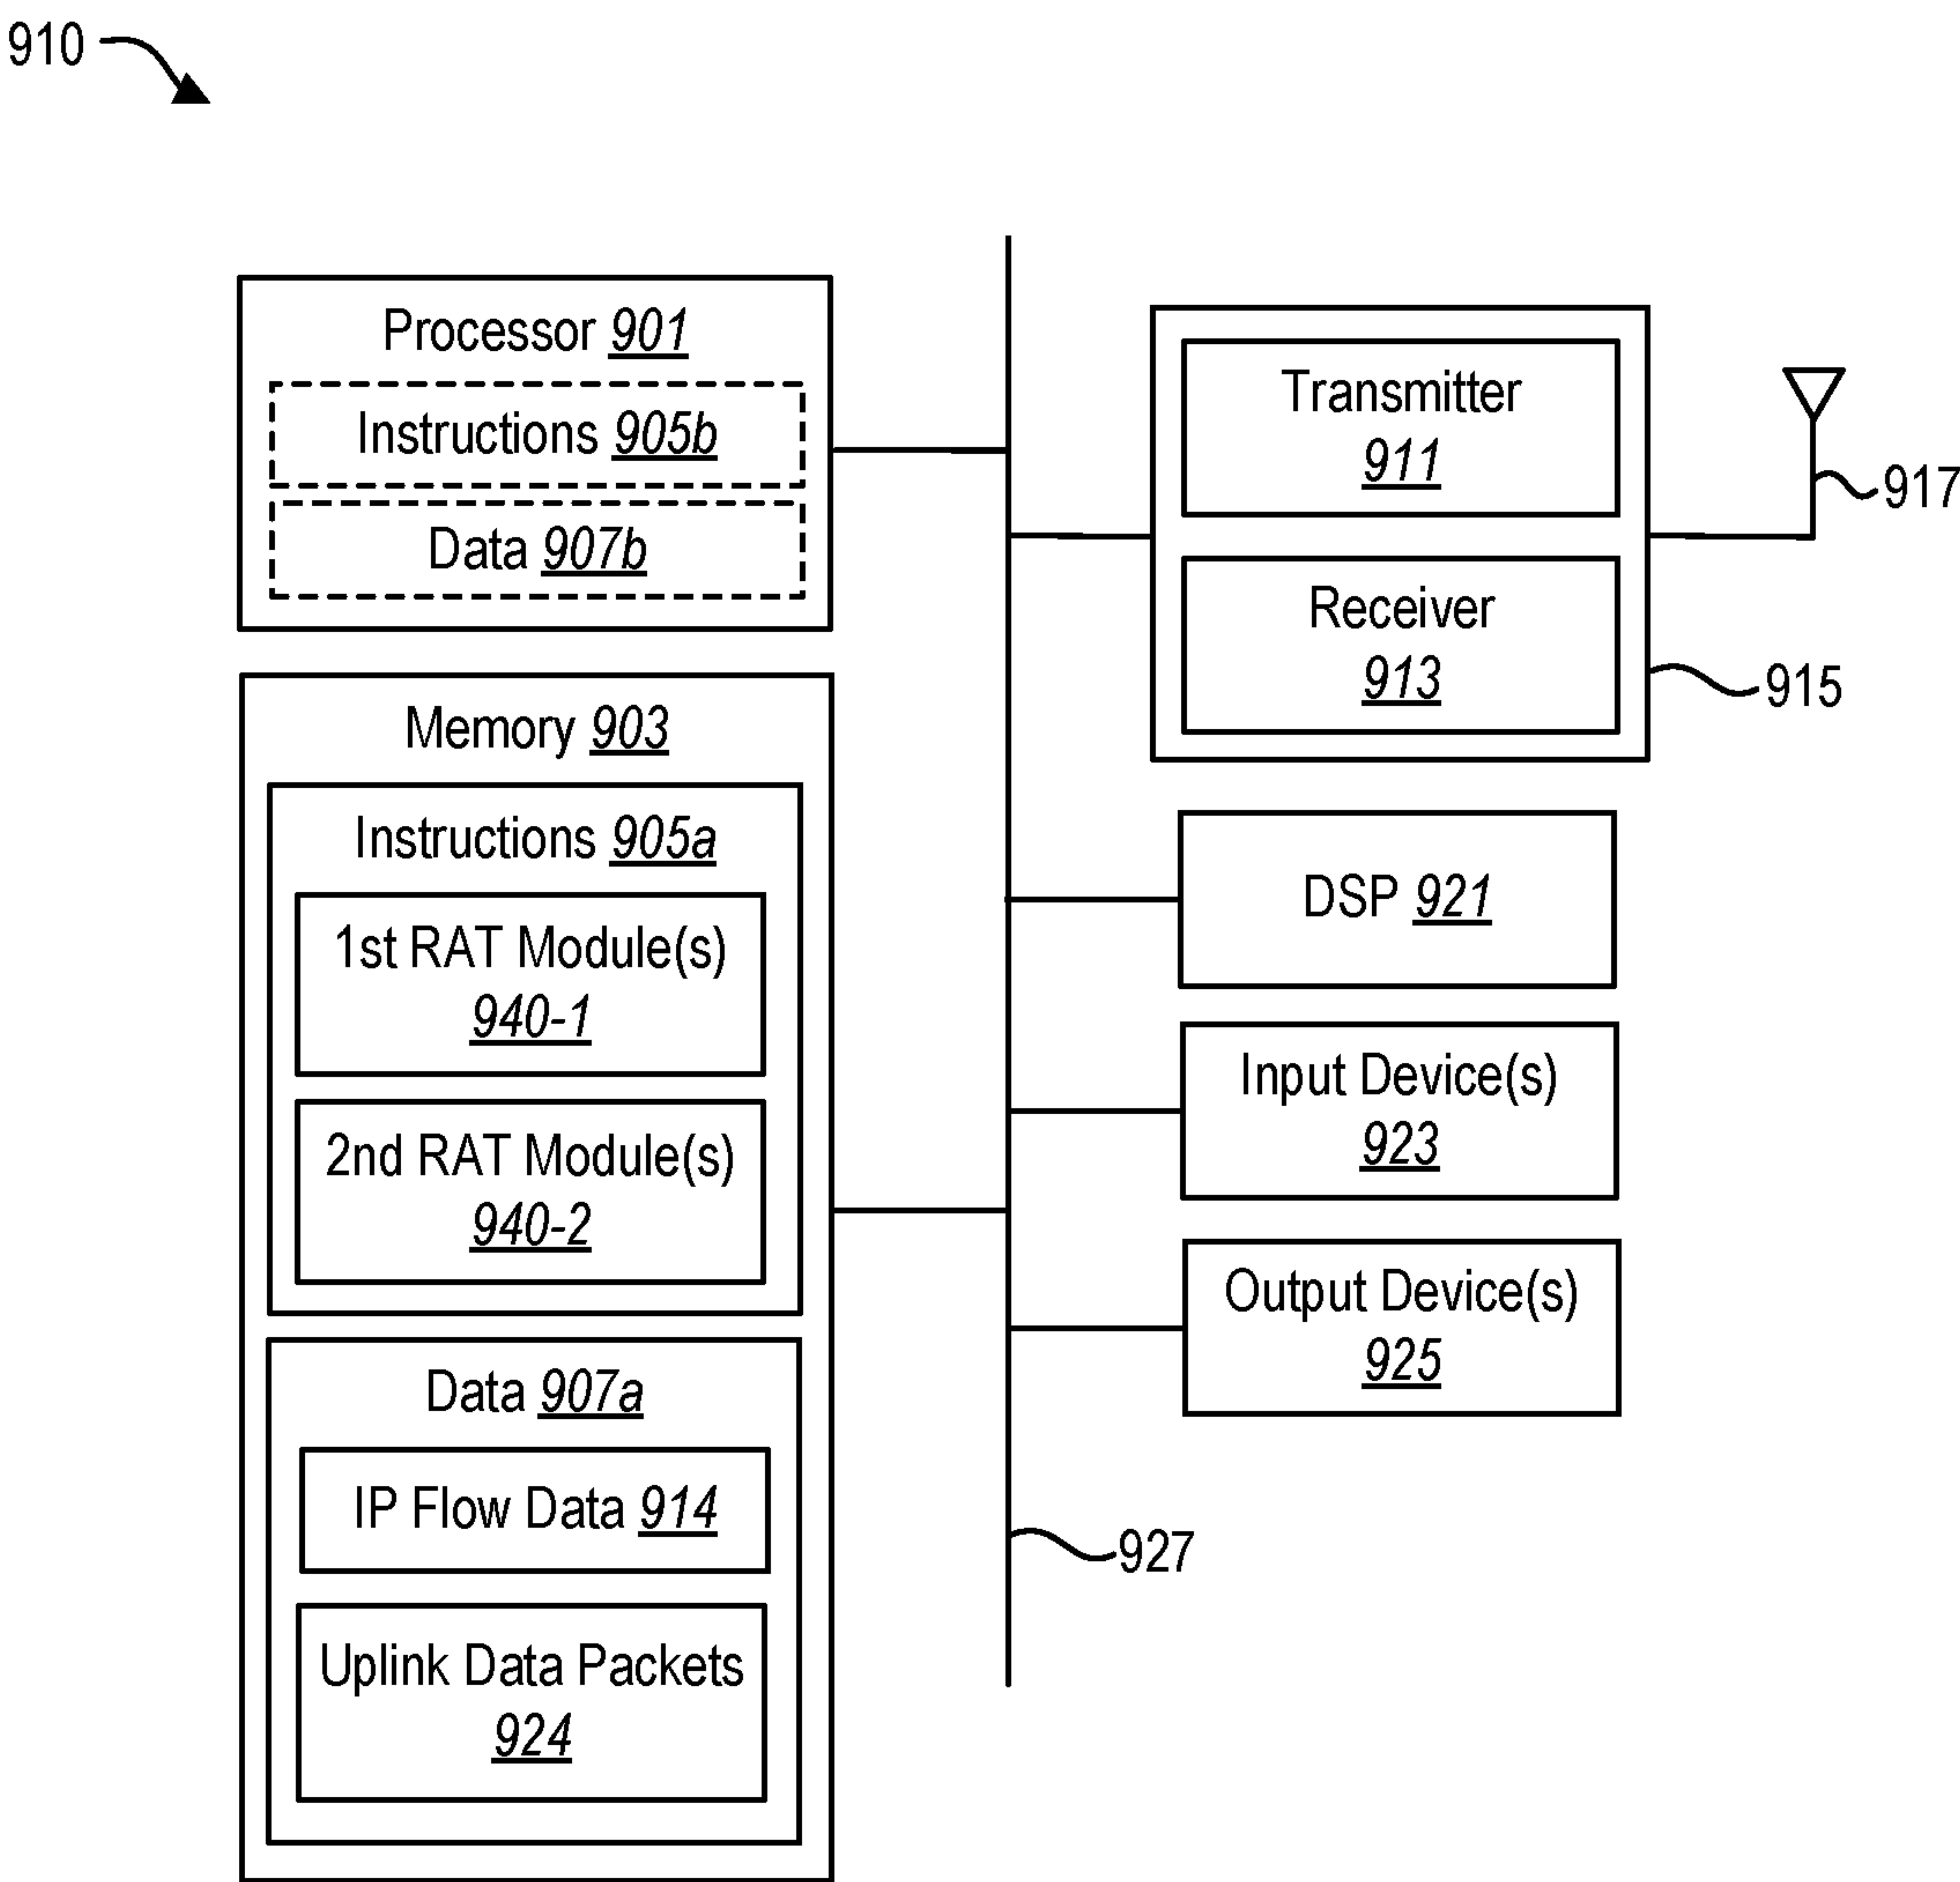 910
Processor 901
Instructions 905b
Data 907b
Memory 903
Instructions 905a
1st RAT Module(s)
940-1
2nd RAT Module(s)
940-2
Data 907a
IP Flow Data 914
Uplink Data Packets
924
Transmitter
911
Receiver
913
917
915
DSP 921
Input Device(s)
923
Output Device(s)
925
927